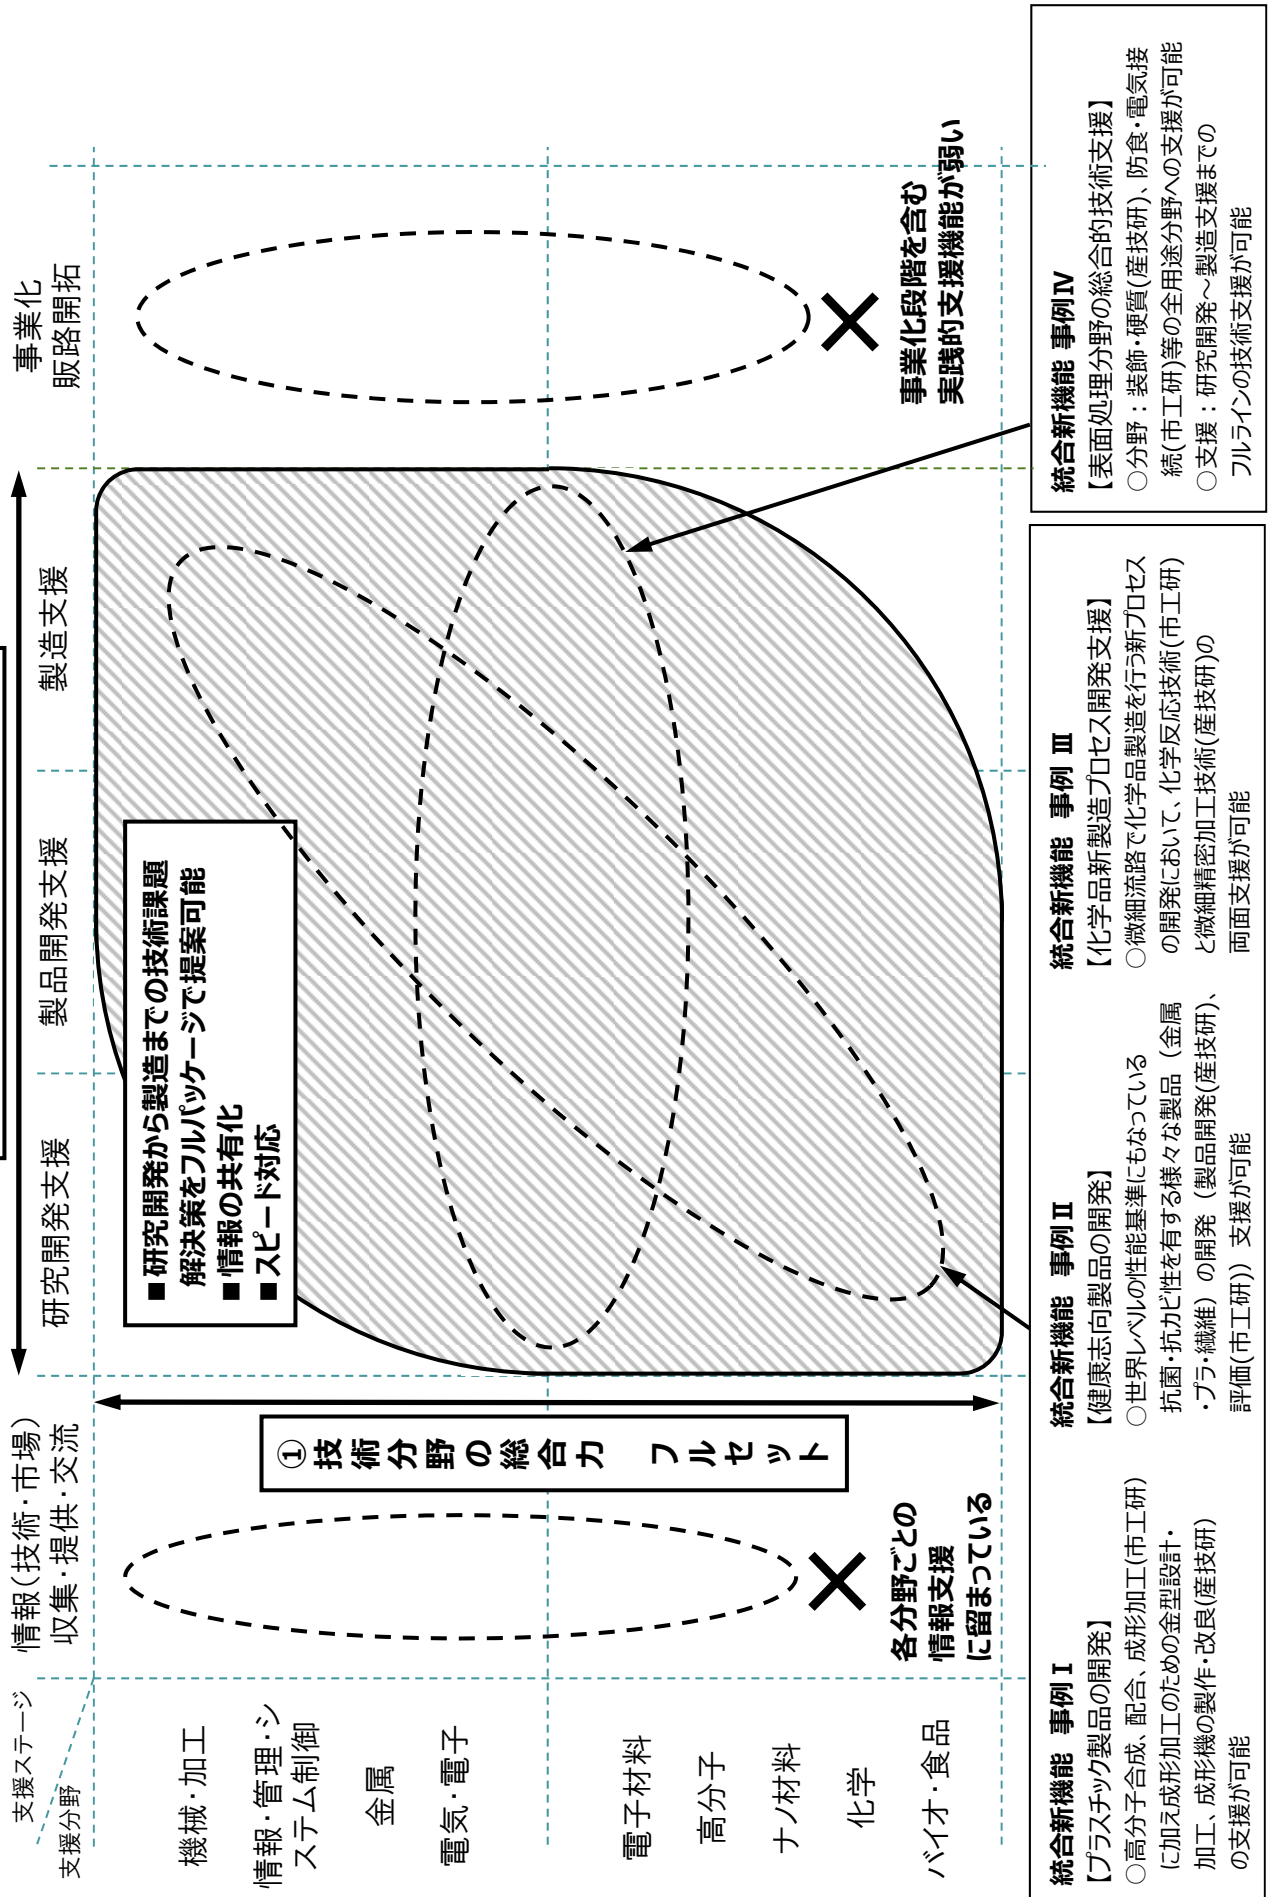 支援ステージ
支援分野
情報(技術・市場)
収集・提供・交流
研究開発支援
製品開発支援
製造支援
事業化
販路開拓
機械・加工
情報・管理・シ
ステム制御
金属
電気・電子
電子材料
高分子
ナノ材料
化学
バイオ・食品
①技術分野の総合力 フルセット
■研究開発から製造までの技術課題
解決策をフルパッケージで提案可能
■情報の共有化
■スピード対応
各分野ごとの
情報支援
に留まっている
事業化段階を含む
実践的支援機能が弱い
統合新機能 事例Ⅰ
【プラスチック製品の開発】
○高分子合成、配合、成形加工(市工研)
に加え成形加工のための金型設計・
加工、成形機の製作・改良(産技研)
の支援が可能
統合新機能 事例Ⅱ
【健康志向製品の開発】
○世界レベルの性能基準にもなっている
抗菌・抗カビ性を有する様々な製品（金属
・プラ・繊維）の開発（製品開発(産技研)、
評価(市工研)）支援が可能
統合新機能 事例 Ⅲ
【化学品新製造プロセス開発支援】
○微細流路で化学品製造を行う新プロセス
の開発において、化学反応技術(市工研)
と微細精密加工技術(産技研)の
両面支援が可能
統合新機能 事例Ⅳ
【表面処理分野の総合的技術支援】
○分野：装飾・硬質(産技研)、防食・電気接
続(市工研)等の全用途分野への支援が可能
○支援：研究開発～製造支援までの
フルラインの技術支援が可能